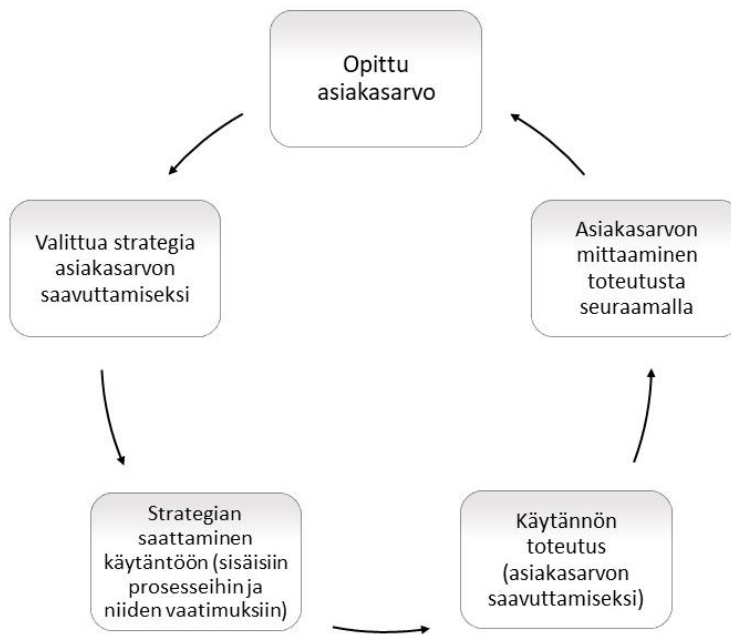 Opittu
asiakasarvo
Valittua strategia
asiakasarvon
saavuttamiseksi
Asiakasarvon
mittaaminen
toteutusta
seuraamalla
Strategian
saattaminen
käytäntöön (sisäisiin
prosesseihin ja
niiden vaatimuksiin)
Käytännön
toteutus
(asiakasarvon
saavuttamiseksi)